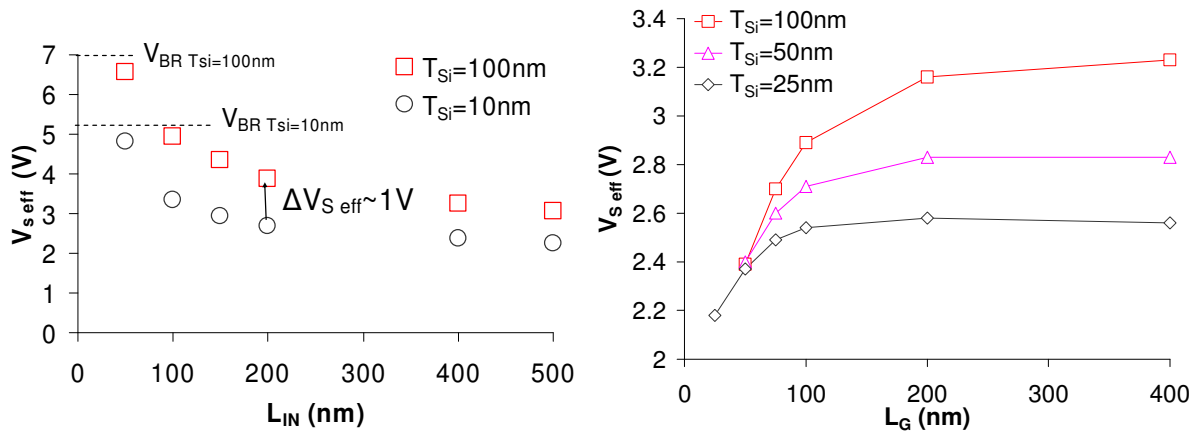 V_BR Tsi=100nm
T_Si=100nm
T_Si=10nm
V_BR Tsi=10nm
ΔV_S eff~1V
V_s eff (V)
7
6
5
4
3
2
1
0
0 100 200 300 400 500
L_IN (nm)
T_Si=100nm
T_Si=50nm
T_Si=25nm
V_S eff (V)
3.4
3.2
3
2.8
2.6
2.4
2.2
2
0 100 200 300 400
L_G (nm)